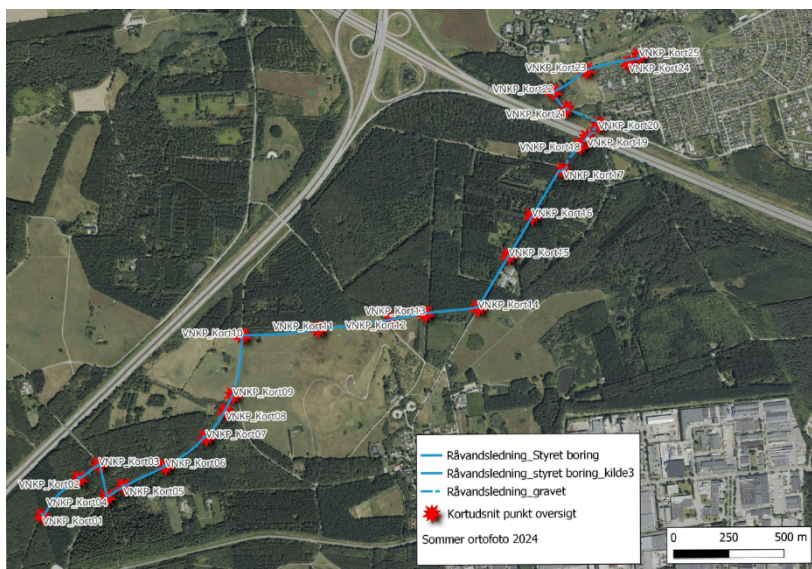 VNKP_Kort25
VNKP_Kort24
VNKP_Kort23
VNKP_Kort22
VNKP_Kort21
VNKP_Kort20
VNKP_Kort19
VNKP_Kort18
VNKP_Kort17
VNKP_Kort16
VNKP_Kort15
VNKP_Kort14
VNKP_Kort13
VNKP_Kort12
VNKP_Kort11
VNKP_Kort10
VNKP_Kort09
VNKP_Kort08
VNKP_Kort07
VNKP_Kort06
VNKP_Kort03
VNKP_Kort02
VNKP_Kort05
VNKP_Kort04
VNKP_Kort01
Råvandsledning_Styret boring
Råvandsledning_styret boring_kilde3
Råvandsledning_gravet
Kortudsnit punkt oversigt
Sommer ortofoto 2024
0 250 500 m